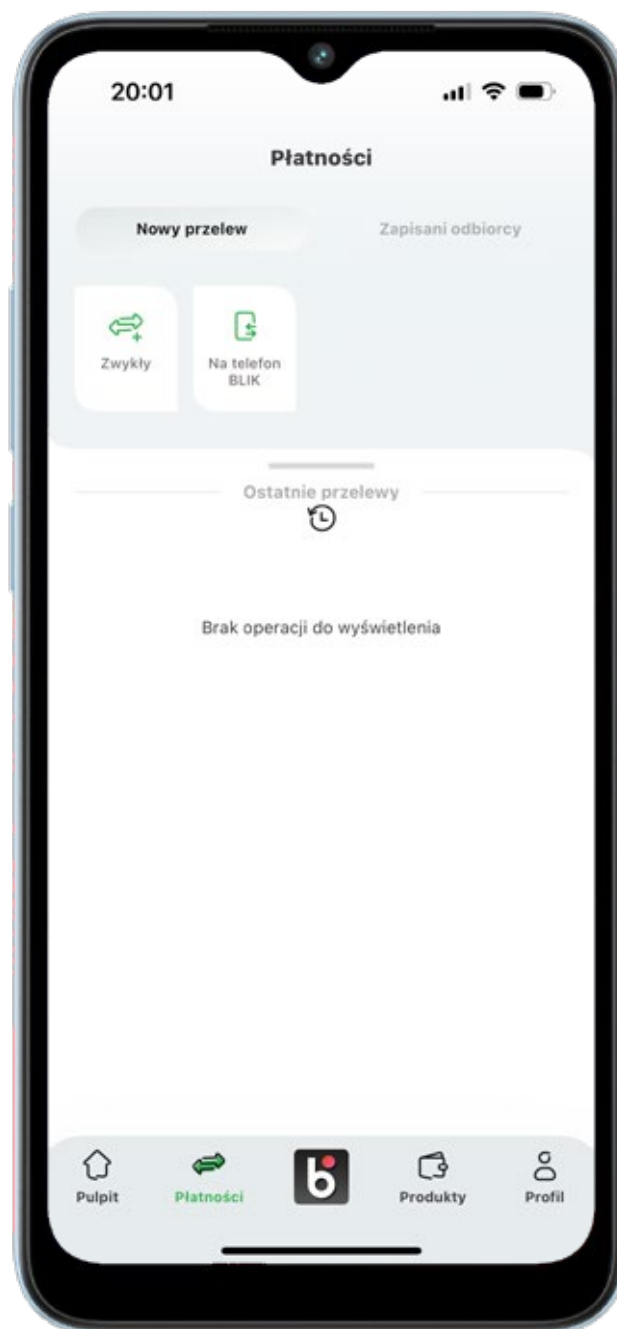 20:01
Płatności
Nowy przelew
Zapisani odbiorcy
Zwykły
Na telefon
BLIK
Ostatnie przelewy
Brak operacji do wyświetlenia
Pulpit
Płatności
b
Produkty
Profil